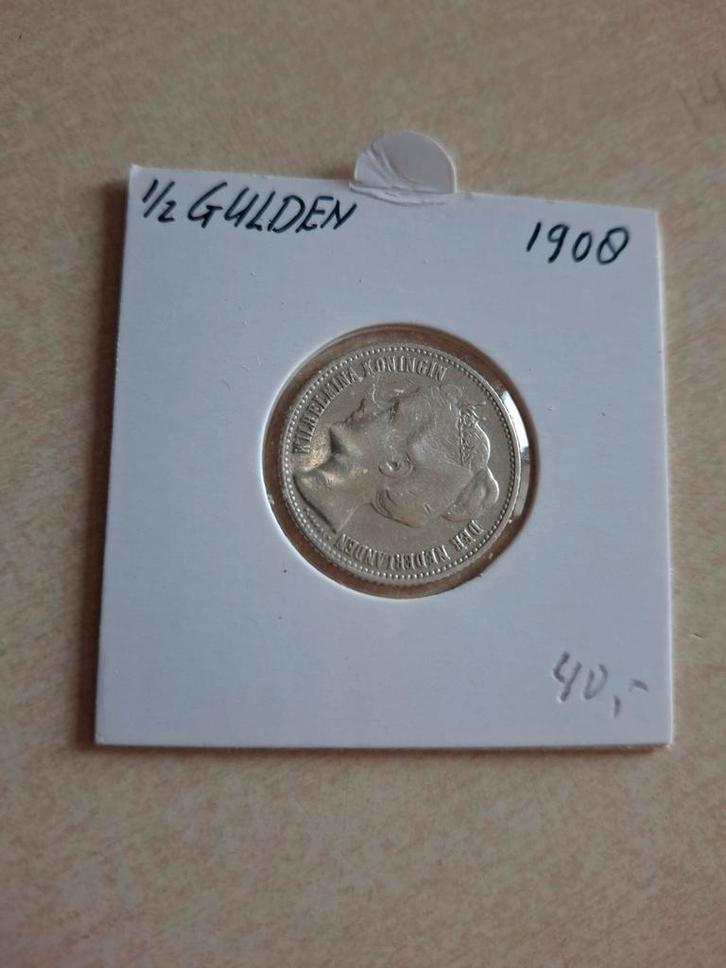 1/2 GULDEN
1908
WILHELMINA KONINGIN
DER NEDERLANDEN
40,-